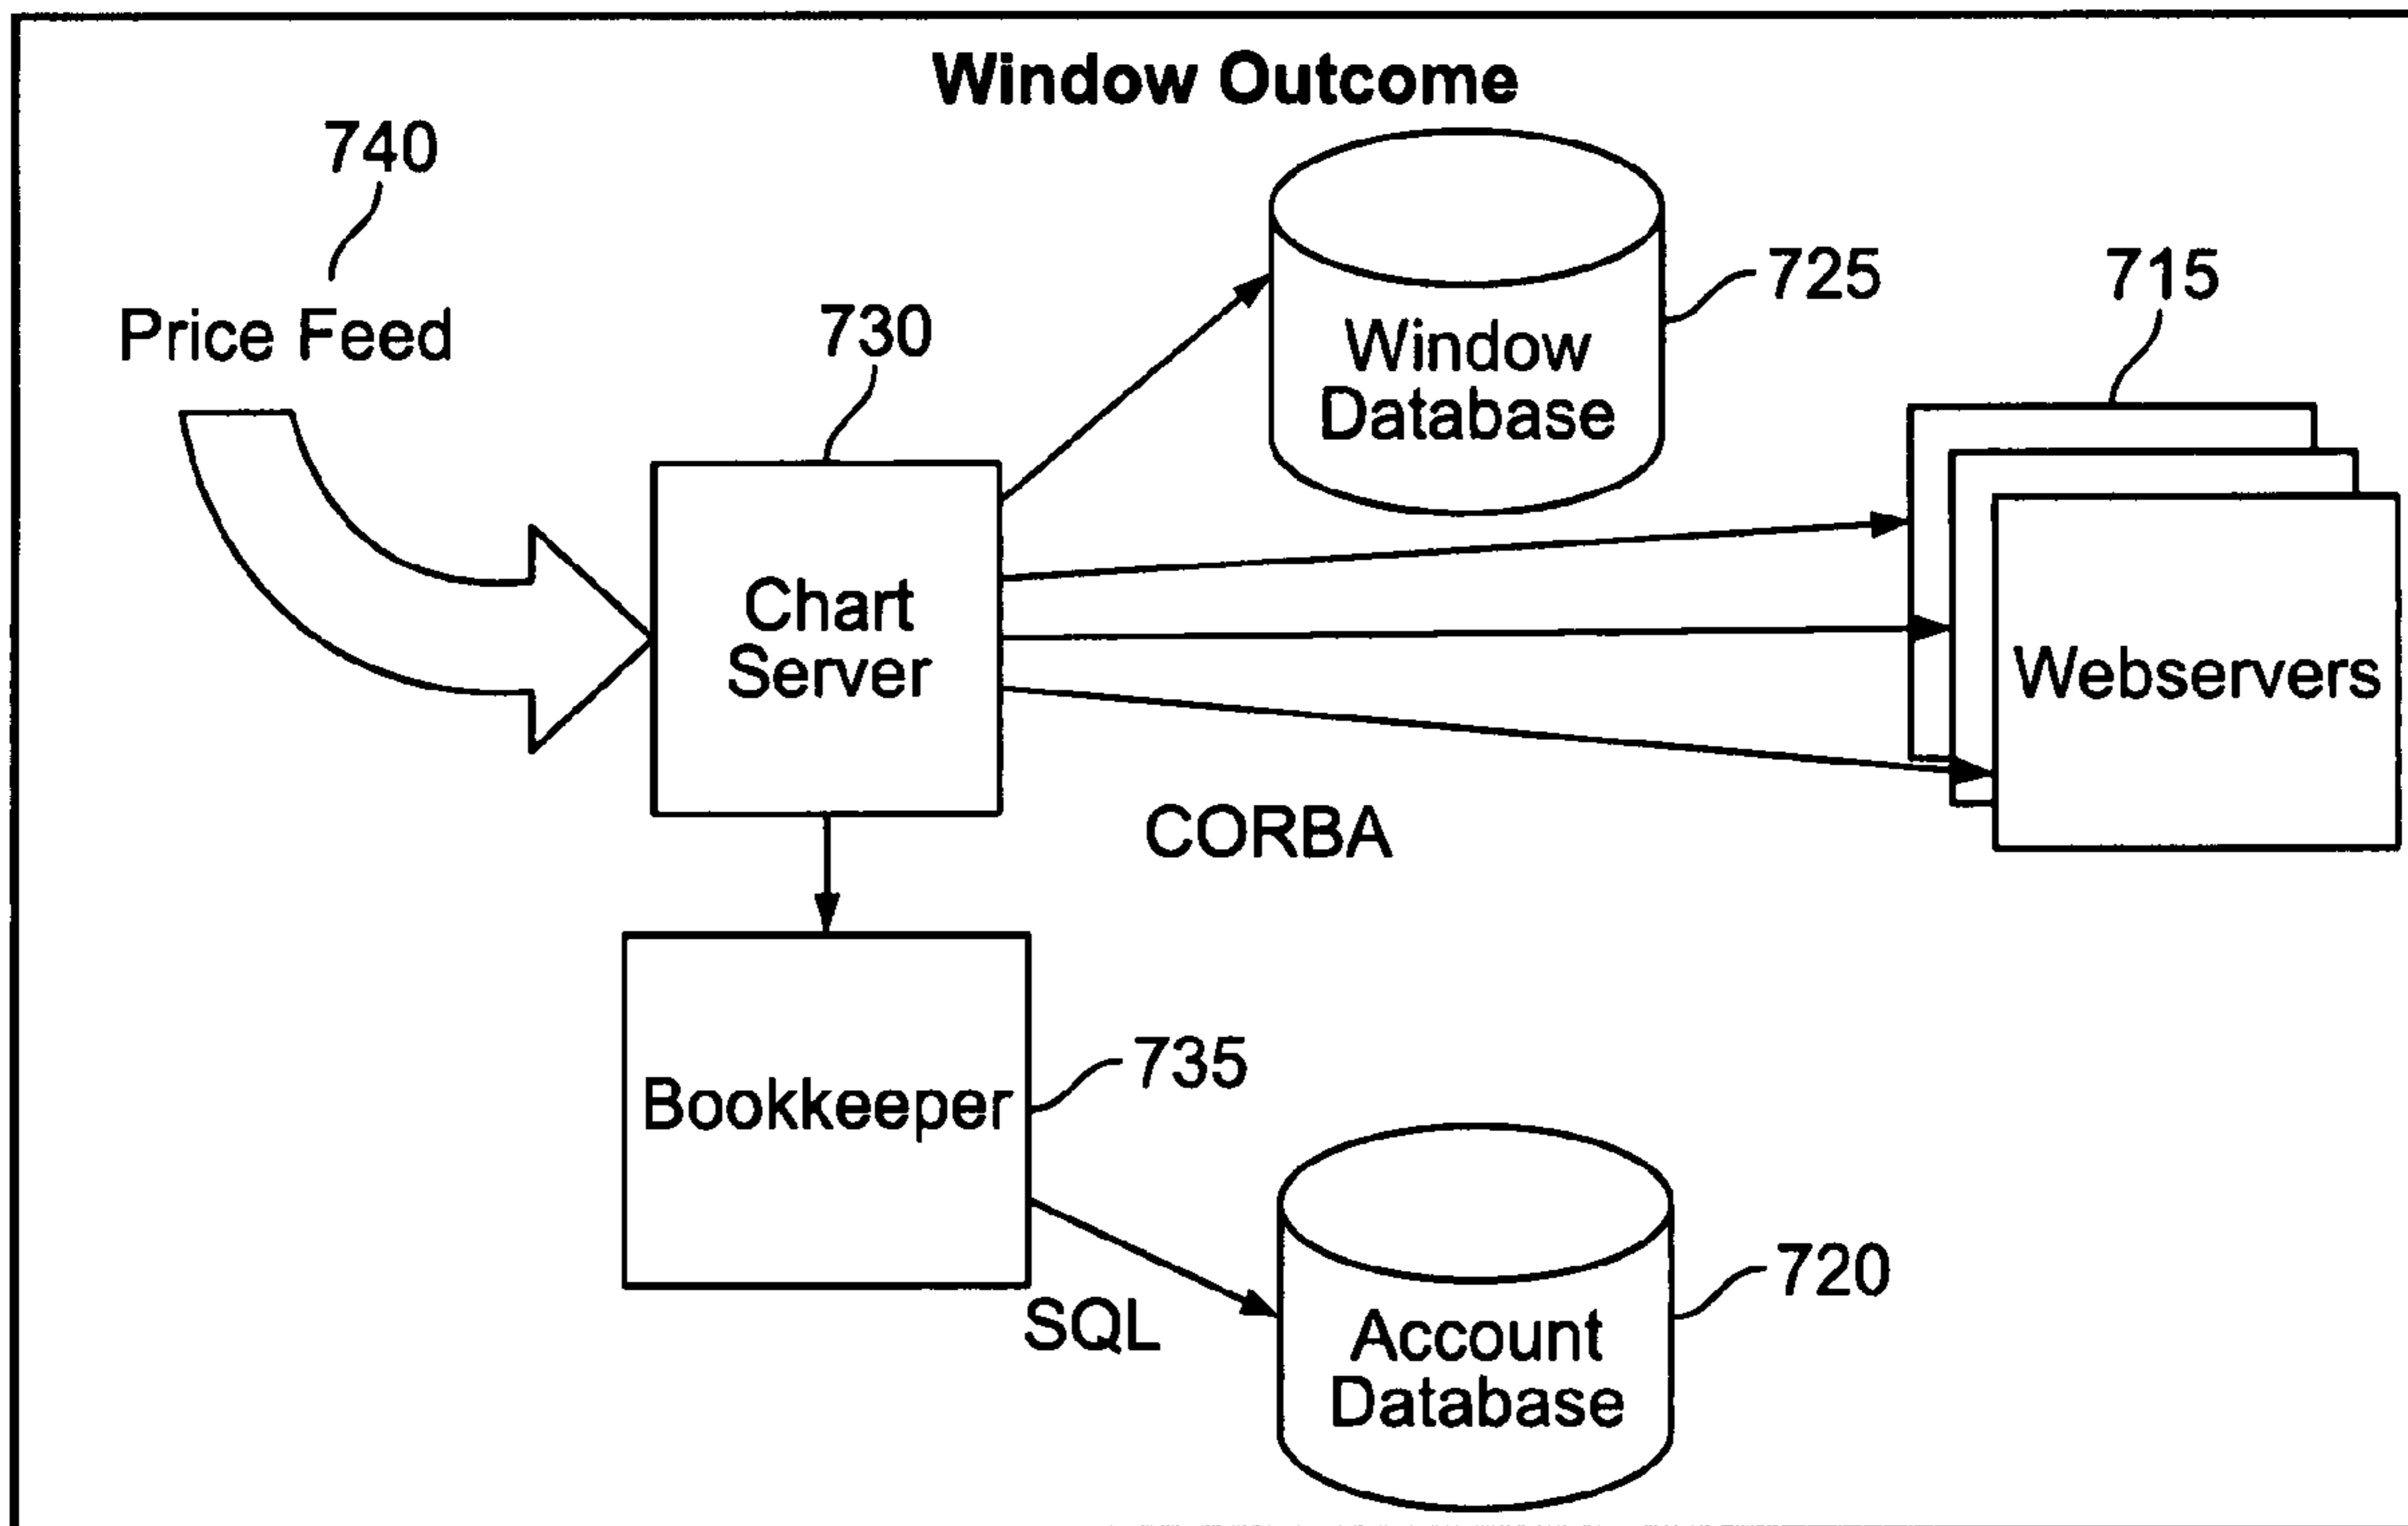 Window Outcome
740
Price Feed
730
Window
Database
725
715
Chart
Server
Webservers
CORBA
Bookkeeper
735
SQL
Account
Database
720